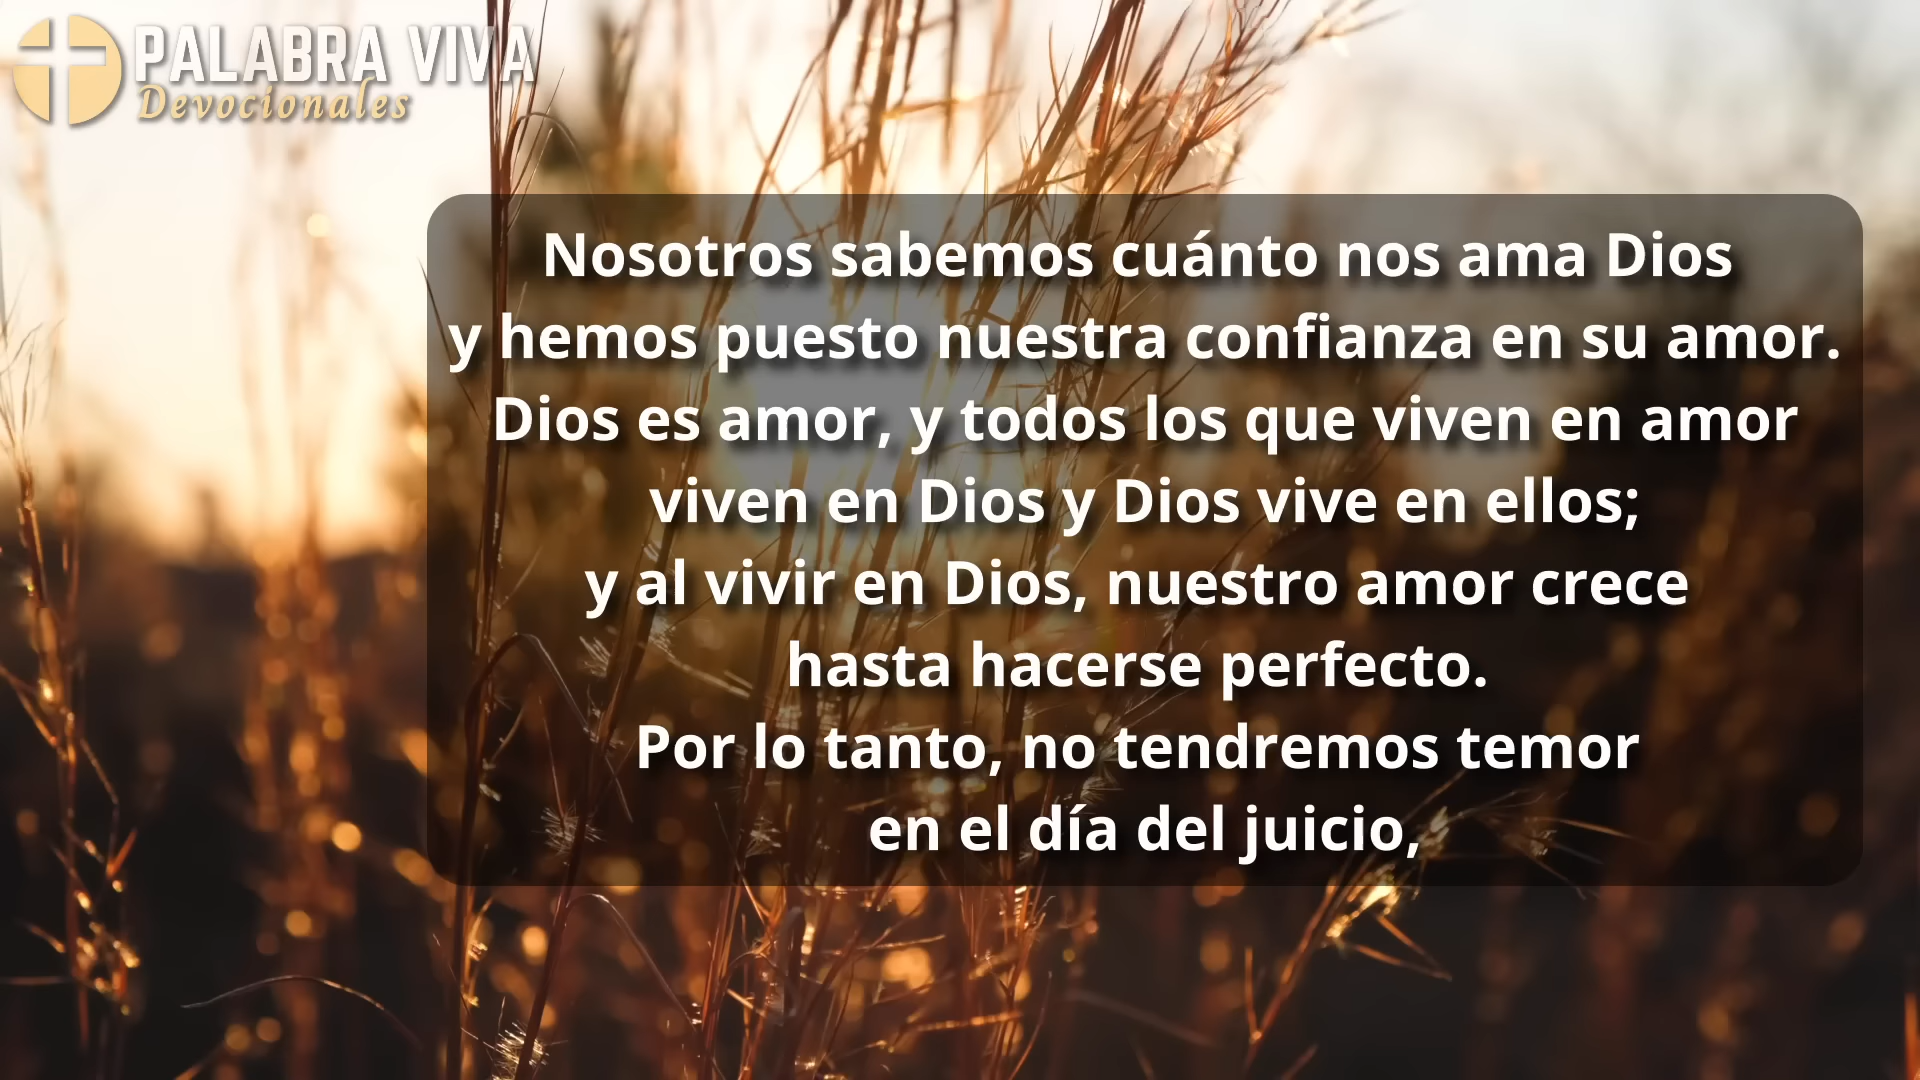 PALABRA VIVA
Devocionales
Nosotros sabemos cuánto nos ama Dios
y hemos puesto nuestra confianza en su amor.
Dios es amor, y todos los que viven en amor
viven en Dios y Dios vive en ellos;
y al vivir en Dios, nuestro amor crece
hasta hacerse perfecto.
Por lo tanto, no tendremos temor
en el día del juicio,